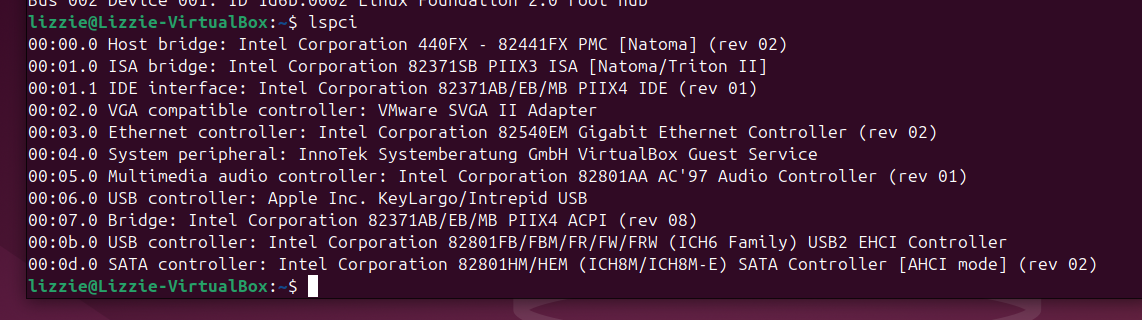 Bus 002 Device 001: ID 1d6b:0002 Linux Foundation 2.0 root hub
lizzie@Lizzie-VirtualBox:~$ lspci
00:00.0 Host bridge: Intel Corporation 440FX - 82441FX PMC [Natoma] (rev 02)
00:01.0 ISA bridge: Intel Corporation 82371SB PIIX3 ISA [Natoma/Triton II]
00:01.1 IDE interface: Intel Corporation 82371AB/EB/MB PIIX4 IDE (rev 01)
00:02.0 VGA compatible controller: VMware SVGA II Adapter
00:03.0 Ethernet controller: Intel Corporation 82540EM Gigabit Ethernet Controller (rev 02)
00:04.0 System peripheral: InnoTek Systemberatung GmbH VirtualBox Guest Service
00:05.0 Multimedia audio controller: Intel Corporation 82801AA AC'97 Audio Controller (rev 01)
00:06.0 USB controller: Apple Inc. KeyLargo/Intrepid USB
00:07.0 Bridge: Intel Corporation 82371AB/EB/MB PIIX4 ACPI (rev 08)
00:0b.0 USB controller: Intel Corporation 82801FB/FBM/FR/FW/FRW (ICH6 Family) USB2 EHCI Controller
00:0d.0 SATA controller: Intel Corporation 82801HM/HEM (ICH8M/ICH8M-E) SATA Controller [AHCI mode] (rev 02)
lizzie@Lizzie-VirtualBox:~$